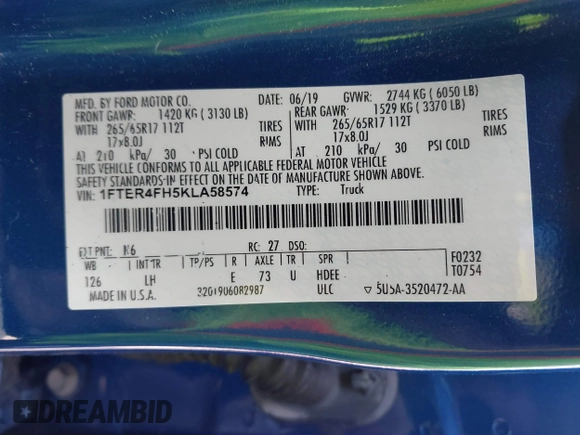 MFD. BY FORD MOTOR CO.
DATE: 06/19 GVWR: 2744 KG ( 6050 LB)
FRONT GAWR: 1420 KG ( 3130 LB)
REAR GAWR: 1529 KG ( 3370 LB)
WITH 265/65R17 112T TIRES
WITH 265/65R17 112T TIRES
17x8.0J RIMS
17x8.0J RIMS
AT 210 kPa/ 30 PSI COLD
AT 210 kPa/ 30 PSI COLD
THIS VEHICLE CONFORMS TO ALL APPLICABLE FEDERAL MOTOR VEHICLE
SAFETY STANDARDS IN EFFECT ON THE DATE OF MANUFACTURE SHOWN ABOVE.
VIN: 1FTER4FH5KLA58574 TYPE: Truck
EXT PNT: N6 RC: 27 DSO:
WB INT TR TP/PS R AXLE TR SPR F0232
126 LH E 73 U HDEE T0754
MADE IN U.S.A. 32019060R2987 ULC ▽ 5U5A-3520472-AA
DREAMBID